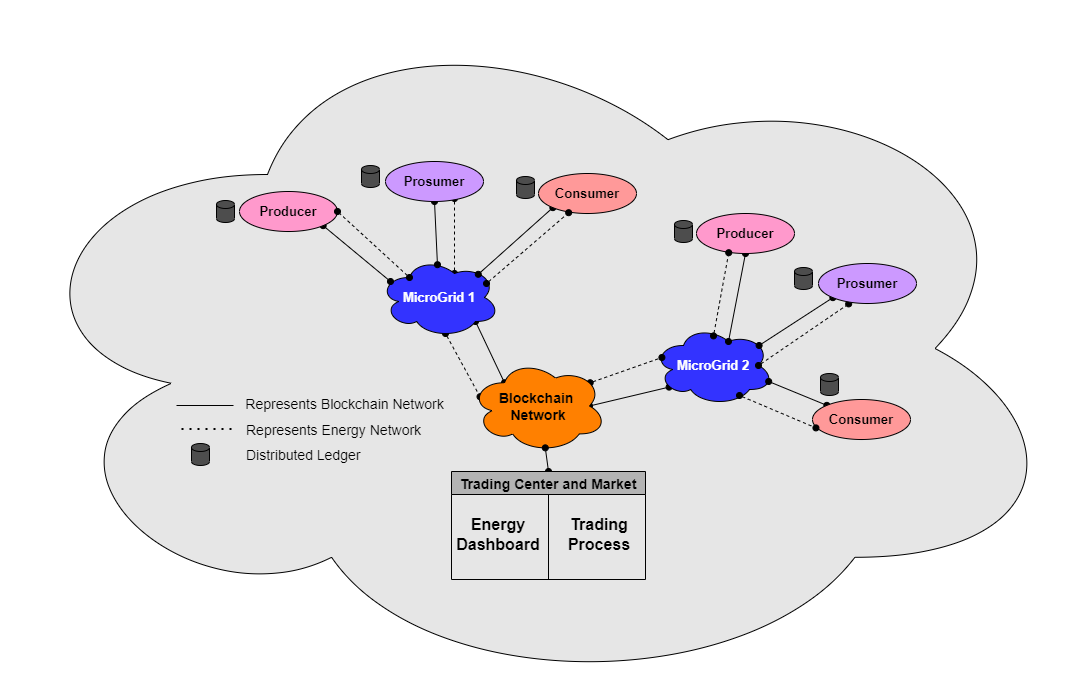 Prosumer
Consumer
Producer
Producer
Prosumer
MicroGrid 1
MicroGrid 2
Blockchain
Network
Consumer
Represents Blockchain Network
Represents Energy Network
Distributed Ledger
Trading Center and Market
Energy
Dashboard
Trading
Process